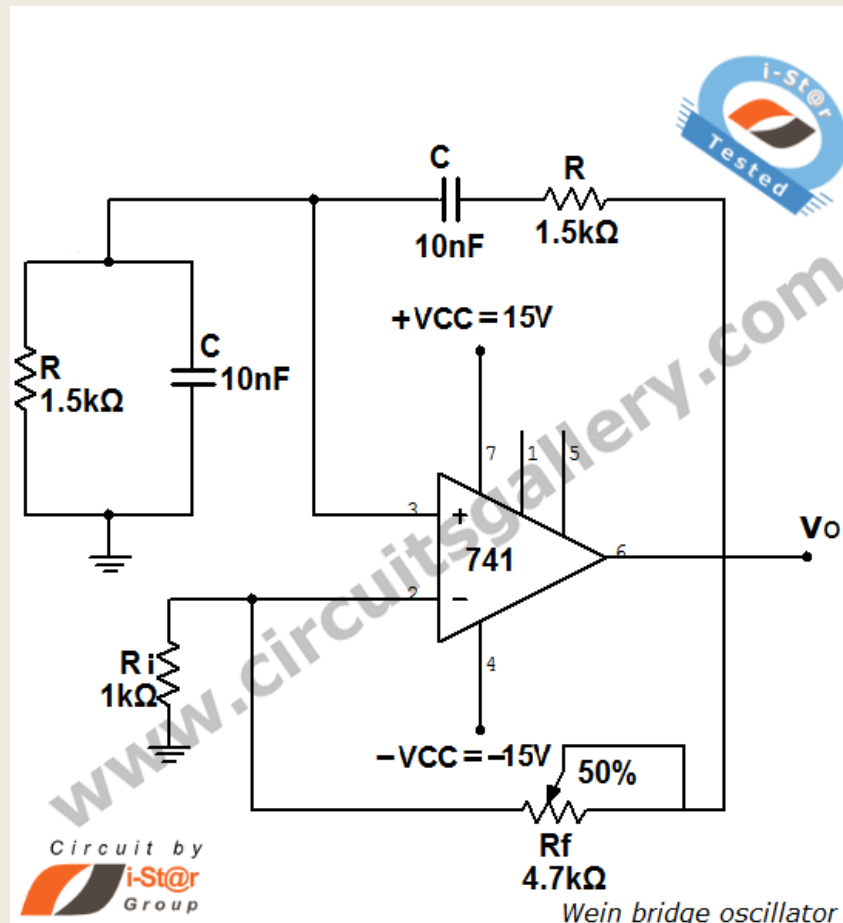 i-St@r
Tested
C
R
10nF
1.5kΩ
+VCC=15V
R
1.5kΩ
C
10nF
7
1
5
3
+
741
6
VO
2
−
4
Ri
1kΩ
−VCC=−15V
50%
Rf
4.7kΩ
www.circuitsgallery.com
Circuit by
i-St@r
Group
Wein bridge oscillator